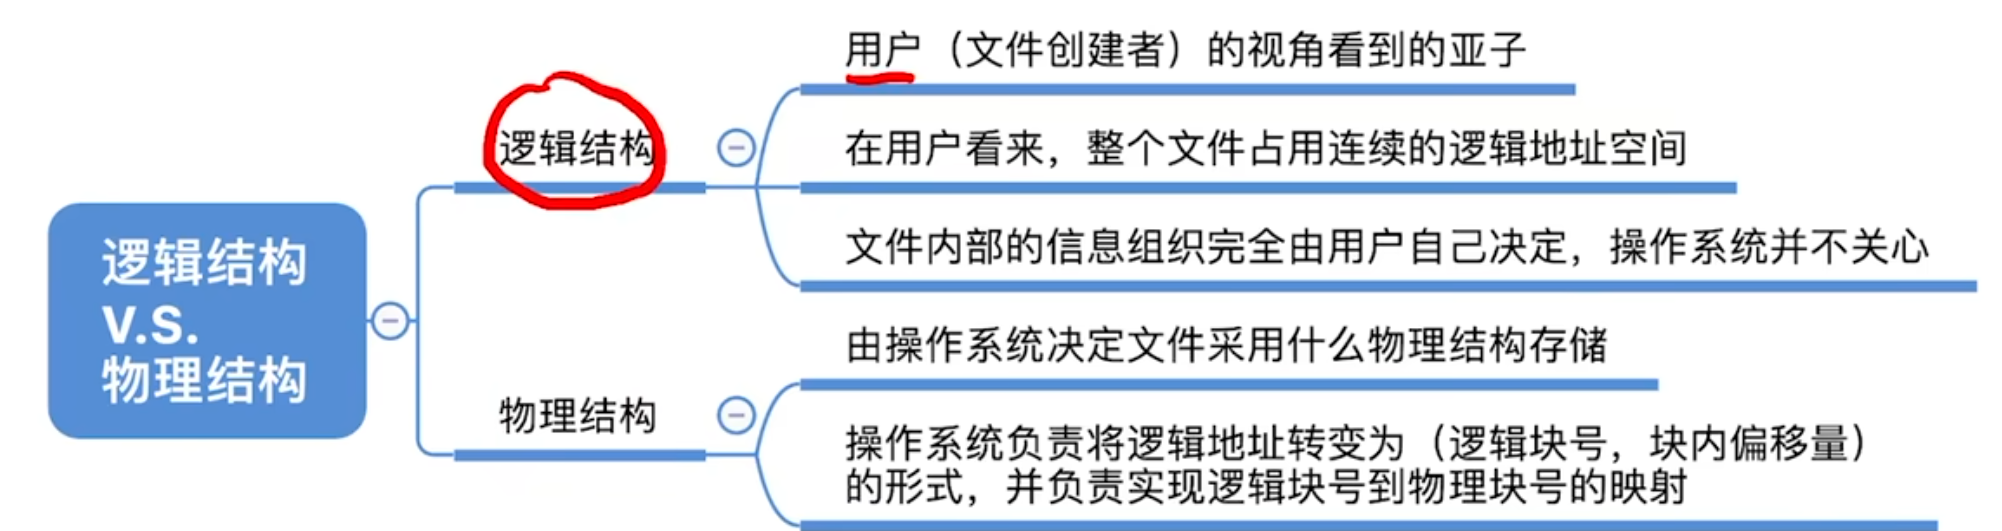 逻辑结构
V.S.
物理结构
逻辑结构
用户（文件创建者）的视角看到的亚子
在用户看来，整个文件占用连续的逻辑地址空间
文件内部的信息组织完全由用户自己决定，操作系统并不关心
物理结构
由操作系统决定文件采用什么物理结构存储
操作系统负责将逻辑地址转变为（逻辑块号，块内偏移量）
的形式，并负责实现逻辑块号到物理块号的映射